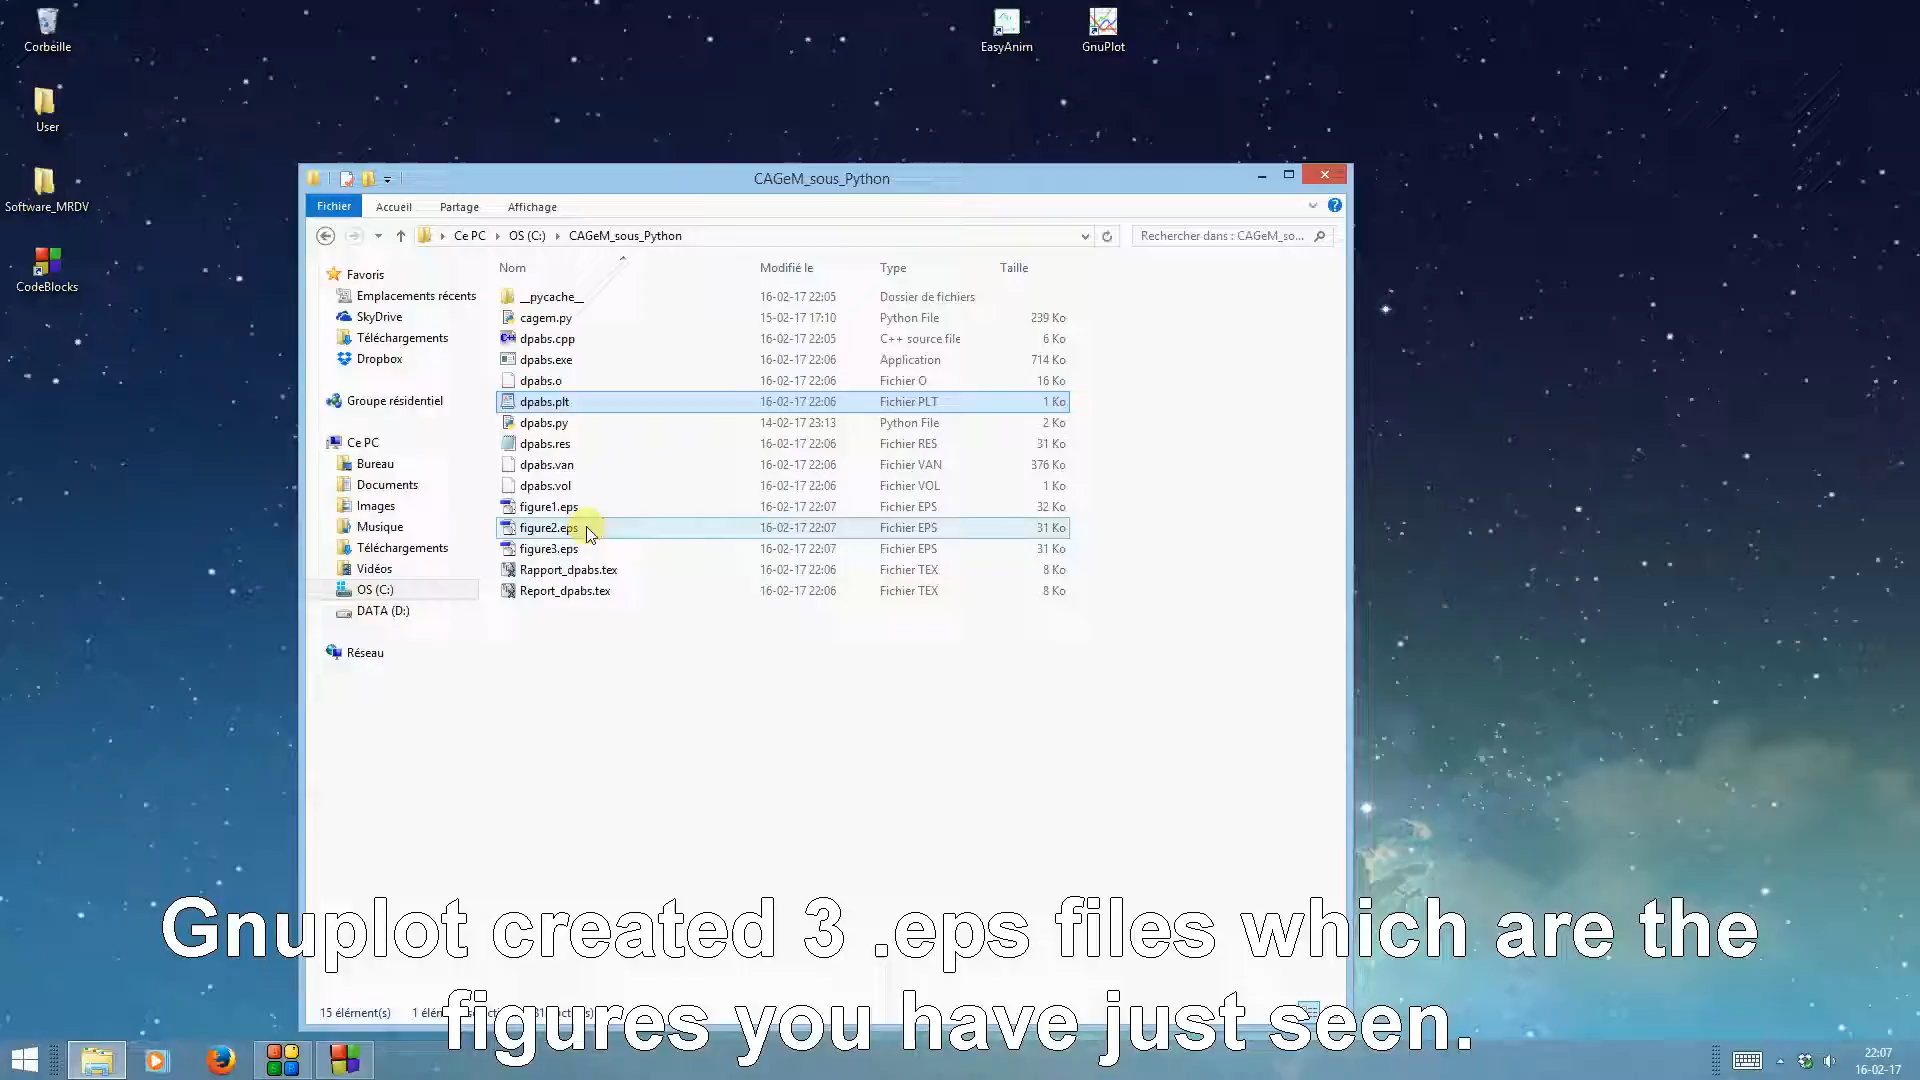 Corbeille
EasyAnim
GnuPlot
User
Software_MRDV
CodeBlocks
CAGeM_sous_Python
Fichier
Accueil
Partage
Affichage
Ce PC
OS (C:)
CAGeM_sous_Python
Rechercher dans : CAGeM_so...
Favoris
Emplacements récents
SkyDrive
Téléchargements
Dropbox
Groupe résidentiel
Ce PC
Bureau
Documents
Images
Musique
Téléchargements
Vidéos
OS (C:)
DATA (D:)
Réseau
Nom Modifié le Type Taille
__pycache__ 16-02-17 22:05 Dossier de fichiers
cagem.py 15-02-17 17:10 Python File 239 Ko
dpabs.cpp 16-02-17 22:05 C++ source file 6 Ko
dpabs.exe 16-02-17 22:06 Application 714 Ko
dpabs.o 16-02-17 22:06 Fichier O 16 Ko
dpabs.plt 16-02-17 22:06 Fichier PLT 1 Ko
dpabs.py 14-02-17 23:13 Python File 2 Ko
dpabs.res 16-02-17 22:06 Fichier RES 31 Ko
dpabs.van 16-02-17 22:06 Fichier VAN 376 Ko
dpabs.vol 16-02-17 22:06 Fichier VOL 1 Ko
figure1.eps 16-02-17 22:07 Fichier EPS 32 Ko
figure2.eps 16-02-17 22:07 Fichier EPS 31 Ko
figure3.eps 16-02-17 22:07 Fichier EPS 31 Ko
Rapport_dpabs.tex 16-02-17 22:06 Fichier TEX 8 Ko
Report_dpabs.tex 16-02-17 22:06 Fichier TEX 8 Ko
Gnuplot created 3 .eps files which are the
figures you have just seen.
15 élément(s)
22:07
16-02-17